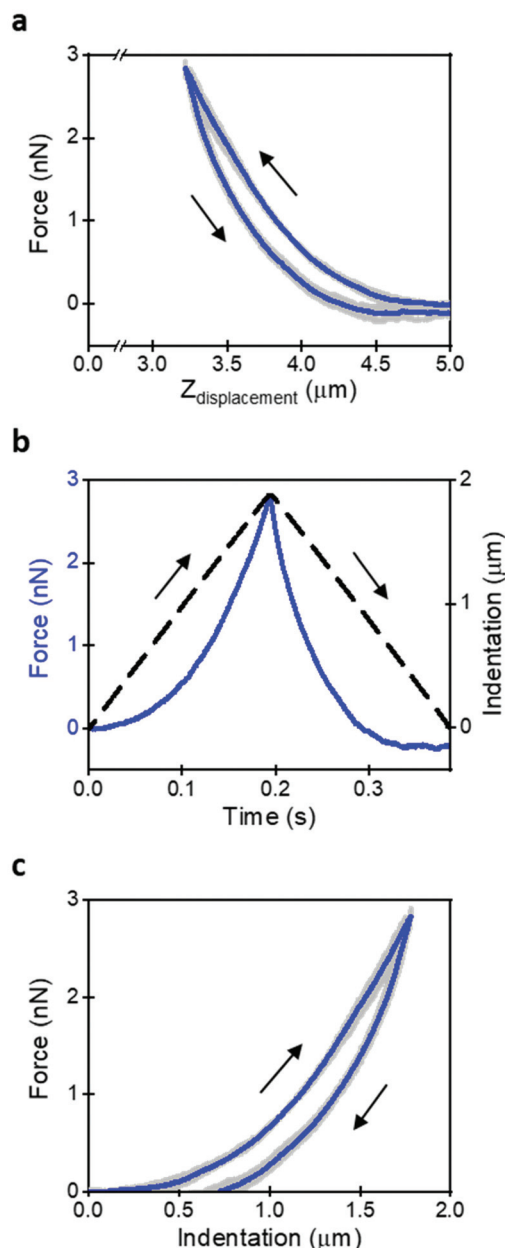 a
3
2
1
0
Force (nN)
0.0 3.0 3.5 4.0 4.5 5.0
Zdisplacement (μm)
b
3
2
1
0
Force (nN)
2
1
0
Indentation (μm)
0.0 0.1 0.2 0.3
Time (s)
c
3
2
1
0
Force (nN)
0.0 0.5 1.0 1.5 2.0
Indentation (μm)